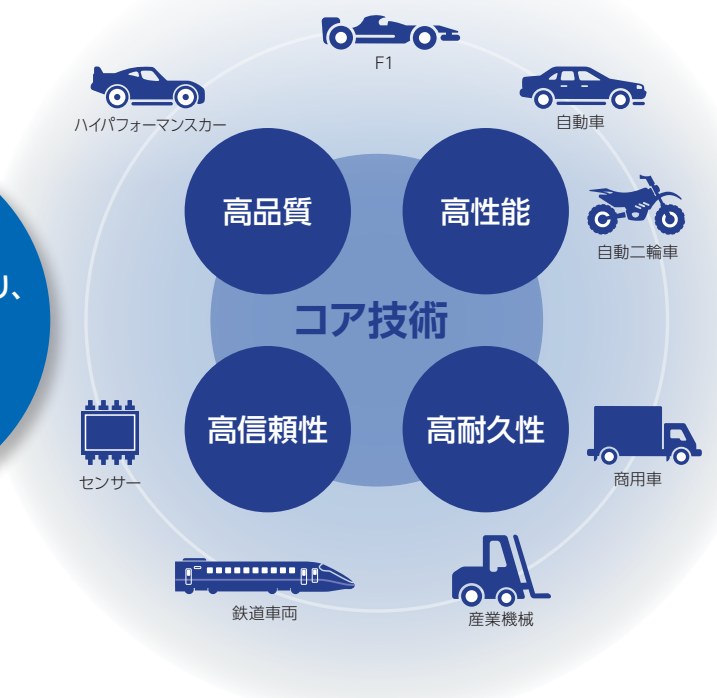 F1
ハイパフォーマンスカー
自動車
高品質
高性能
自動二輪車
り、
コア技術
高信頼性
高耐久性
センサー
商用車
鉄道車両
産業機械